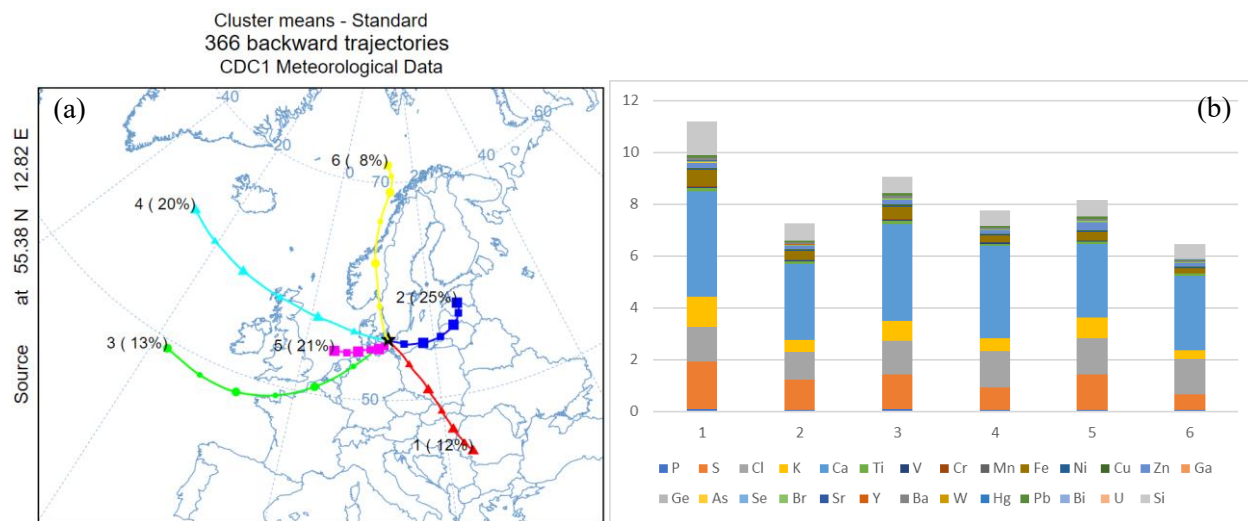 Cluster means - Standard
366 backward trajectories
CDC1 Meteorological Data
(a)
Source at 55.38 N 12.82 E
-40
20
0
70
40
60
50
6 ( 8%)
4 ( 20%)
2 ( 25%)
3 ( 13%)
5 ( 21%)
1 ( 12%)
(b)
12
10
8
6
4
2
0
1 2 3 4 5 6
P S Cl K Ca Ti V Cr Mn Fe Ni Cu Zn Ga
Ge As Se Br Sr Y Ba W Hg Pb Bi U Si